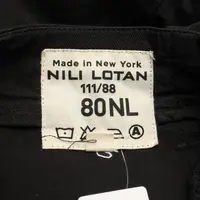 Made in New York
NILI LOTAN
111/88
80NL
A